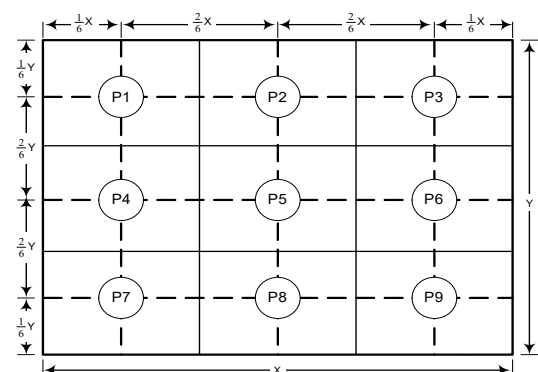 1/6 X 2/6 X 2/6 X 1/6 X
1/6 Y
P1 P2 P3
2/6 Y
P4 P5 P6
Y
2/6 Y
P7 P8 P9
1/6 Y
X